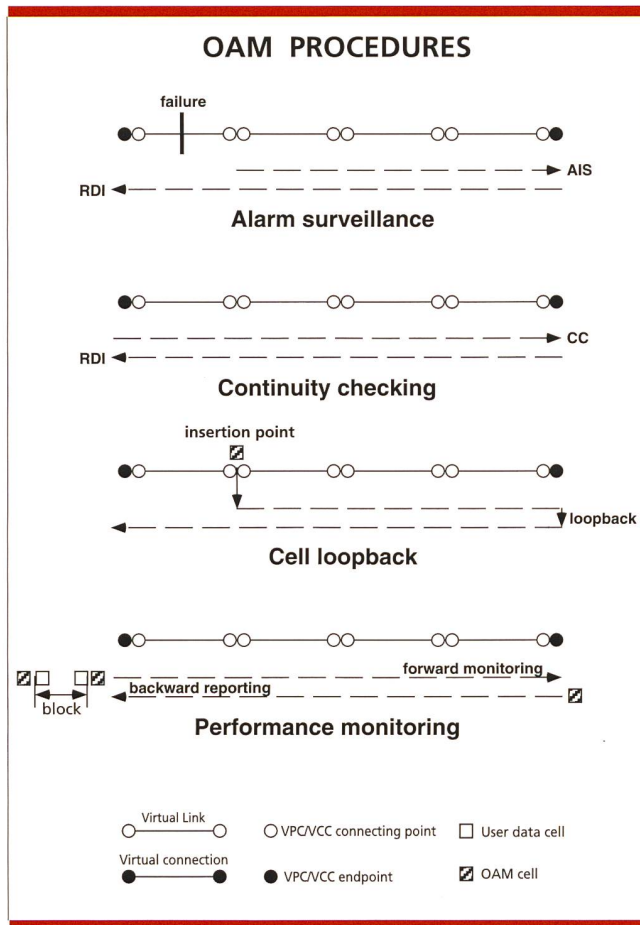 OAM PROCEDURES
failure
AIS
RDI
Alarm surveillance
CC
RDI
Continuity checking
insertion point
loopback
Cell loopback
forward monitoring
backward reporting
block
Performance monitoring
Virtual Link
VPC/VCC connecting point
User data cell
Virtual connection
VPC/VCC endpoint
OAM cell